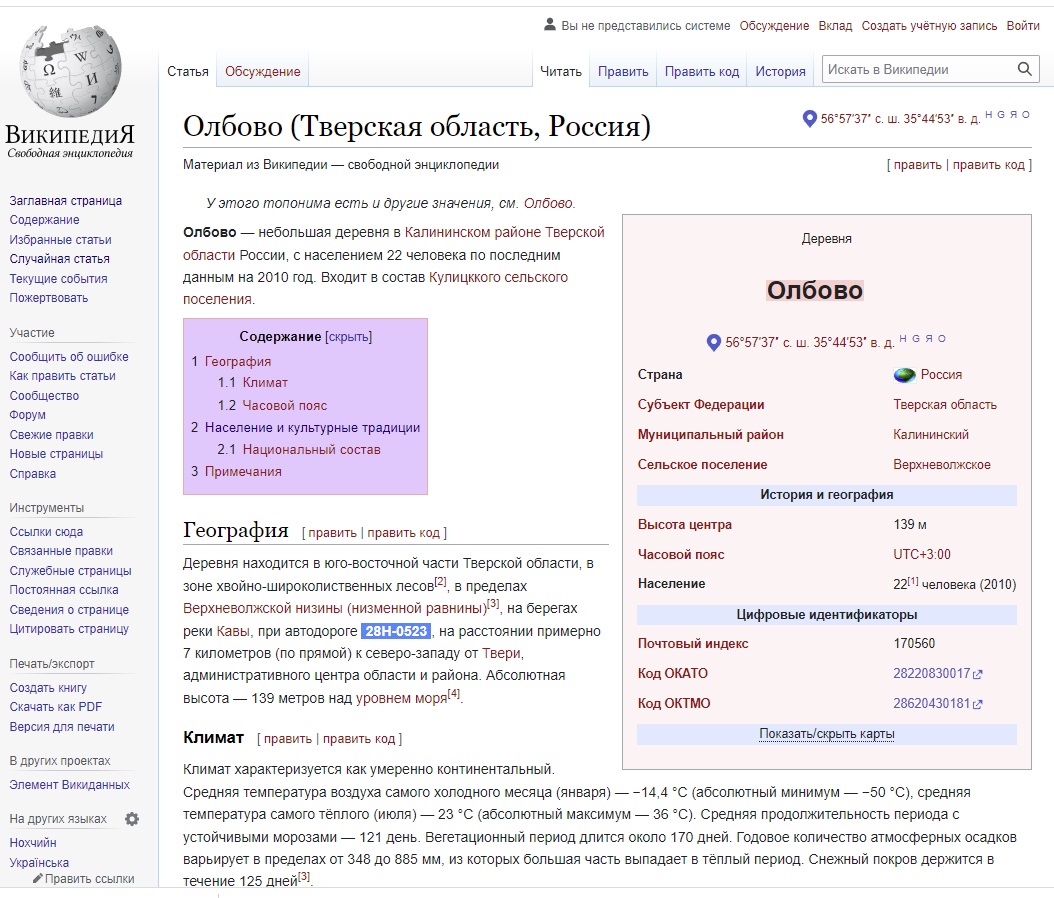 Вы не представились системе Обсуждение Вклад Создать учётную запись Войти
Статья Обсуждение Читать Править Править код История Искать в Википедии
ВИКИПЕДИЯ
Свободная энциклопедия
Заглавная страница
Содержание
Избранные статьи
Случайная статья
Текущие события
Пожертвовать
Участие
Сообщить об ошибке
Как править статьи
Сообщество
Форум
Свежие правки
Новые страницы
Справка
Инструменты
Ссылки сюда
Связанные правки
Служебные страницы
Постоянная ссылка
Сведения о странице
Цитировать страницу
Печать/экспорт
Создать книгу
Скачать как PDF
Версия для печати
В других проектах
Элемент Викиданных
На других языках
Нохчийн
Українська
Править ссылки
Олбово (Тверская область, Россия)
56°57′37″ с. ш. 35°44′53″ в. д. H G Я O
Материал из Википедии — свободной энциклопедии
[ править | править код ]
У этого топонима есть и другие значения, см. Олбово.
Олбово — небольшая деревня в Калининском районе Тверской
области России, с населением 22 человека по последним
данным на 2010 год. Входит в состав Кулицккого сельского
поселения.
Содержание [скрыть]
1 География
1.1 Климат
1.2 Часовой пояс
2 Население и культурные традиции
2.1 Национальный состав
3 Примечания
География [ править | править код ]
Деревня находится в юго-восточной части Тверской области, в
зоне хвойно-широколиственных лесов[2], в пределах
Верхневолжской низины (низменной равнины)[3], на берегах
реки Кавы, при автодороге 28Н-0523, на расстоянии примерно
7 километров (по прямой) к северо-западу от Твери,
административного центра области и района. Абсолютная
высота — 139 метров над уровнем моря[4].
Климат [ править | править код ]
Климат характеризуется как умеренно континентальный.
Средняя температура воздуха самого холодного месяца (января) — −14,4 °C (абсолютный минимум — −50 °C), средняя
температура самого тёплого (июля) — 23 °C (абсолютный максимум — 36 °C). Средняя продолжительность периода с
устойчивыми морозами — 121 день. Вегетационный период длится около 170 дней. Годовое количество атмосферных осадков
варьирует в пределах от 348 до 885 мм, из которых большая часть выпадает в тёплый период. Снежный покров держится в
течение 125 дней[3].
Деревня
Олбово
56°57′37″ с. ш. 35°44′53″ в. д. H G Я O
Страна Россия
Субъект Федерации Тверская область
Муниципальный район Калининский
Сельское поселение Верхневолжское
История и география
Высота центра 139 м
Часовой пояс UTC+3:00
Население 22[1] человека (2010)
Цифровые идентификаторы
Почтовый индекс 170560
Код ОКАТО 28220830017
Код ОКТМО 28620430181
Показать/скрыть карты